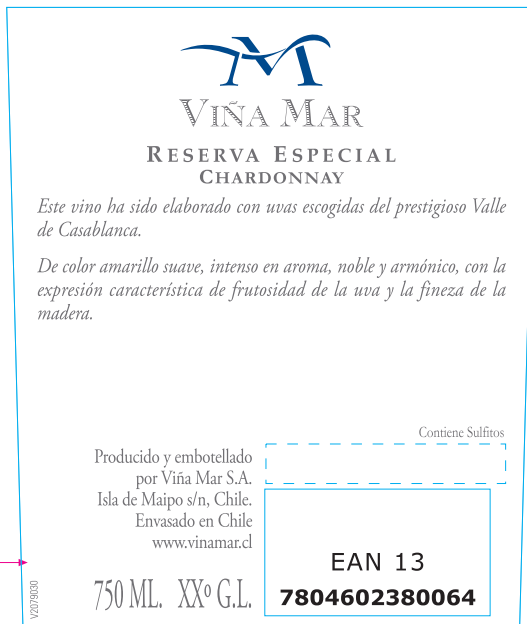 VIÑA MAR
RESERVA ESPECIAL
CHARDONNAY
Este vino ha sido elaborado con uvas escogidas del prestigioso Valle
de Casablanca.
De color amarillo suave, intenso en aroma, noble y armónico, con la
expresión característica de frutosidad de la uva y la fineza de la
madera.
Contiene Sulfitos
Producido y embotellado
por Viña Mar S.A.
Isla de Maipo s/n, Chile.
Envasado en Chile
www.vinamar.cl
750 ML. XXº G.L.
EAN 13
7804602380064
V2079030